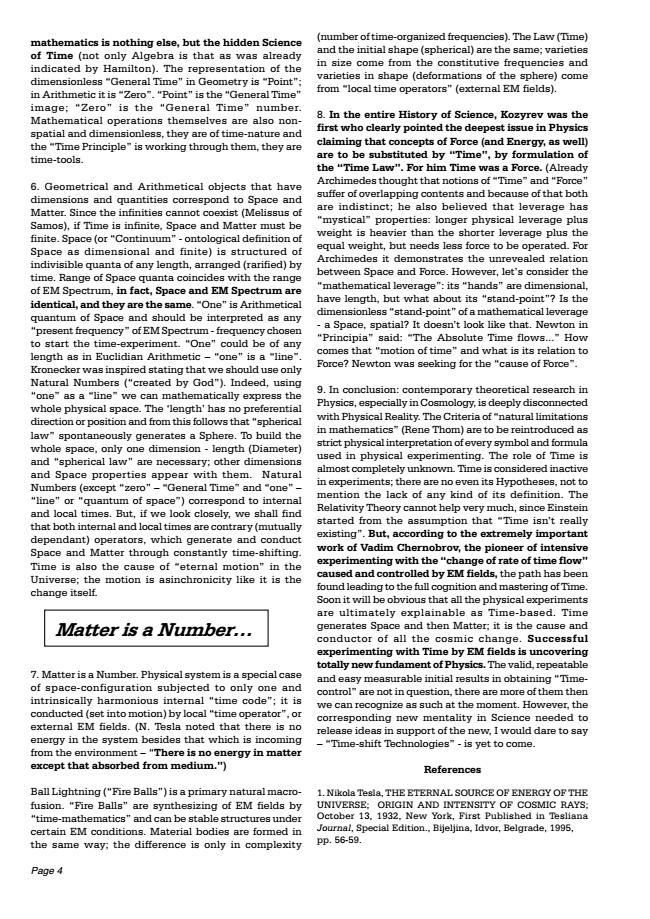 mathematics is nothing else, but the hidden Science
of Time (not only Algebra is that as was already
indicated by Hamilton). The representation of the
dimensionless “General Time” in Geometry is “Point”;
in Arithmetic it is “Zero”. “Point” is the “General Time”
image; “Zero” is the “General Time” number.
Mathematical operations themselves are also non-
spatial and dimensionless, they are of time-nature and
the “Time Principle” is working through them, they are
time-tools.
6. Geometrical and Arithmetical objects that have
dimensions and quantities correspond to Space and
Matter. Since the infinities cannot coexist (Melissus of
Samos), if Time is infinite, Space and Matter must be
finite. Space (or “Continuum” - ontological definition of
Space as dimensional and finite) is structured of
indivisible quanta of any length, arranged (rarified) by
time. Range of Space quanta coincides with the range
of EM Spectrum, in fact, Space and EM Spectrum are
identical, and they are the same. “One” is Arithmetical
quantum of Space and should be interpreted as any
“present frequency” of EM Spectrum - frequency chosen
to start the time-experiment. “One” could be of any
length as in Euclidian Arithmetic – “one” is a “line”.
Kronecker was inspired stating that we should use only
Natural Numbers (“created by God”). Indeed, using
“one” as a “line” we can mathematically express the
whole physical space. The ‘length’ has no preferential
direction or position and from this follows that “spherical
law” spontaneously generates a Sphere. To build the
whole space, only one dimension - length (Diameter)
and “spherical law” are necessary; other dimensions
and Space properties appear with them. Natural
Numbers (except “zero” – “General Time” and “one” –
“line” or “quantum of space”) correspond to internal
and local times. But, if we look closely, we shall find
that both internal and local times are contrary (mutually
dependant) operators, which generate and conduct
Space and Matter through constantly time-shifting.
Time is also the cause of “eternal motion” in the
Universe; the motion is asinchronicity like it is the
change itself.
Matter is a Number...
7. Matter is a Number. Physical system is a special case
of space-configuration subjected to only one and
intrinsically harmonious internal “time code”; it is
conducted (set into motion) by local “time operator”, or
external EM fields. (N. Tesla noted that there is no
energy in the system besides that which is incoming
from the environment – “There is no energy in matter
except that absorbed from medium.”)
Ball Lightning (“Fire Balls”) is a primary natural macro-
fusion. “Fire Balls” are synthesizing of EM fields by
“time-mathematics” and can be stable structures under
certain EM conditions. Material bodies are formed in
the same way; the difference is only in complexity
(number of time-organized frequencies). The Law (Time)
and the initial shape (spherical) are the same; varieties
in size come from the constitutive frequencies and
varieties in shape (deformations of the sphere) come
from “local time operators” (external EM fields).
8. In the entire History of Science, Kozyrev was the
first who clearly pointed the deepest issue in Physics
claiming that concepts of Force (and Energy, as well)
are to be substituted by “Time”, by formulation of
the “Time Law”. For him Time was a Force. (Already
Archimedes thought that notions of “Time” and “Force”
suffer of overlapping contents and because of that both
are indistinct; he also believed that leverage has
“mystical” properties: longer physical leverage plus
weight is heavier than the shorter leverage plus the
equal weight, but needs less force to be operated. For
Archimedes it demonstrates the unrevealed relation
between Space and Force. However, let’s consider the
“mathematical leverage”: its “hands” are dimensional,
have length, but what about its “stand-point”? Is the
dimensionless “stand-point” of a mathematical leverage
- a Space, spatial? It doesn’t look like that. Newton in
“Principia” said: “The Absolute Time flows...” How
comes that “motion of time” and what is its relation to
Force? Newton was seeking for the “cause of Force”.
9. In conclusion: contemporary theoretical research in
Physics, especially in Cosmology, is deeply disconnected
with Physical Reality. The Criteria of “natural limitations
in mathematics” (Rene Thom) are to be reintroduced as
strict physical interpretation of every symbol and formula
used in physical experimenting. The role of Time is
almost completely unknown. Time is considered inactive
in experiments; there are no even its Hypotheses, not to
mention the lack of any kind of its definition. The
Relativity Theory cannot help very much, since Einstein
started from the assumption that “Time isn’t really
existing”. But, according to the extremely important
work of Vadim Chernobrov, the pioneer of intensive
experimenting with the “change of rate of time flow”
caused and controlled by EM fields, the path has been
found leading to the full cognition and mastering of Time.
Soon it will be obvious that all the physical experiments
are ultimately explainable as Time-based. Time
generates Space and then Matter; it is the cause and
conductor of all the cosmic change. Successful
experimenting with Time by EM fields is uncovering
totally new fundament of Physics. The valid, repeatable
and easy measurable initial results in obtaining “Time-
control” are not in question, there are more of them then
we can recognize as such at the moment. However, the
corresponding new mentality in Science needed to
release ideas in support of the new, I would dare to say
– “Time-shift Technologies” - is yet to come.
References
1. Nikola Tesla, THE ETERNAL SOURCE OF ENERGY OF THE
UNIVERSE; ORIGIN AND INTENSITY OF COSMIC RAYS;
October 13, 1932, New York, First Published in Tesliana
Journal, Special Edition., Bijeljina, Idvor, Belgrade, 1995,
pp. 56-59.
Page 4